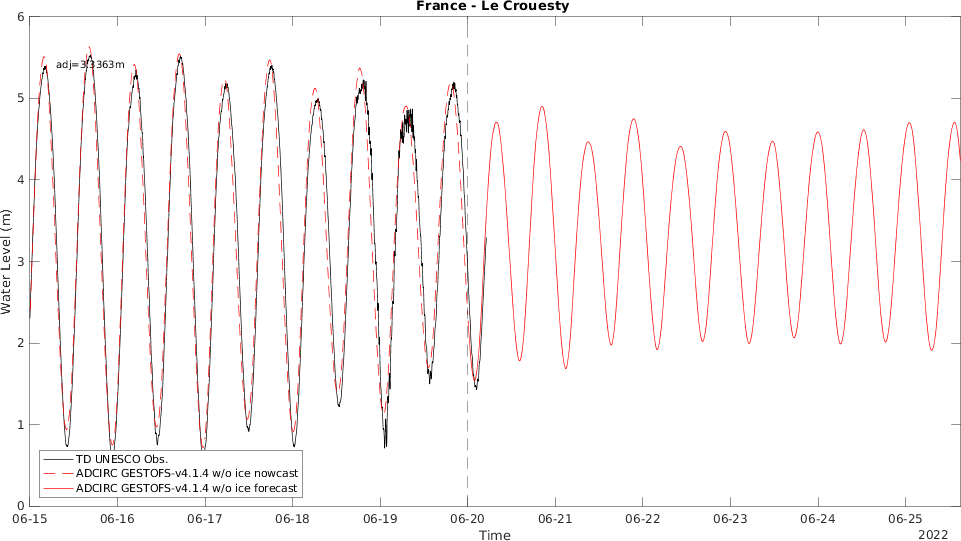 France - Le Crouesty
adj=3.3363m
Water Level (m)
6
5
4
3
2
1
0
TD UNESCO Obs.
ADCIRC GESTOFS-v4.1.4 w/o ice nowcast
ADCIRC GESTOFS-v4.1.4 w/o ice forecast
06-15 06-16 06-17 06-18 06-19 06-20 06-21 06-22 06-23 06-24 06-25
Time
2022